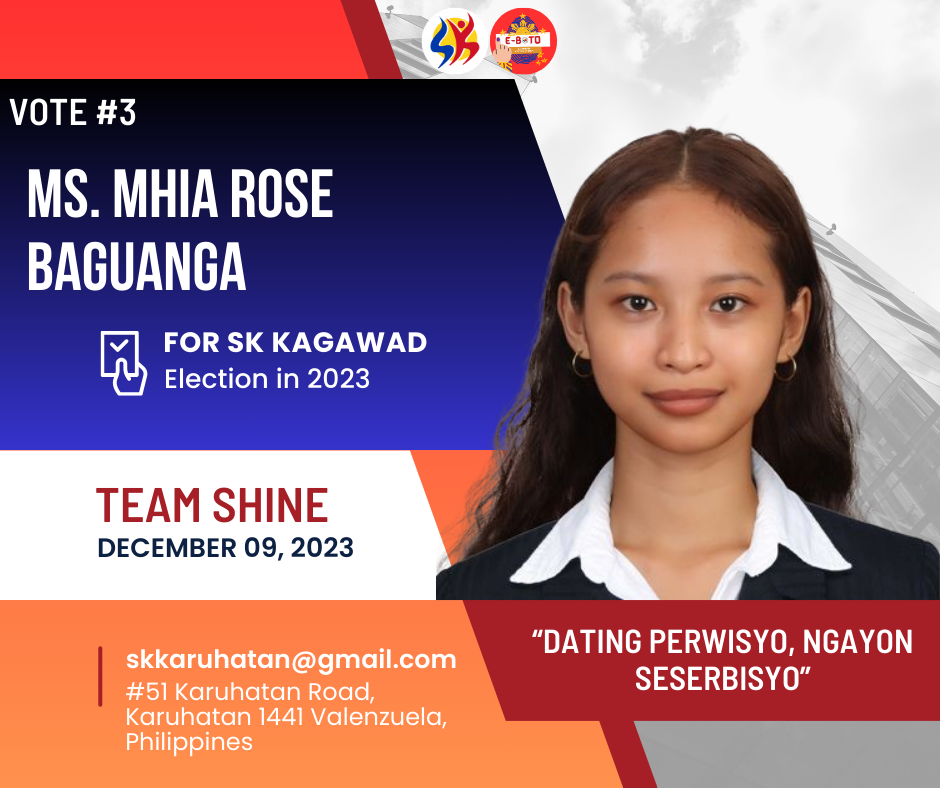 E-BOTO
VOTE #3
MS. MHIA ROSE
BAGUANGA
FOR SK KAGAWAD
Election in 2023
TEAM SHINE
DECEMBER 09, 2023
skkaruhatan@gmail.com
#51 Karuhatan Road,
Karuhatan 1441 Valenzuela,
Philippines
“DATING PERWISYO, NGAYON
SESERBISYO”